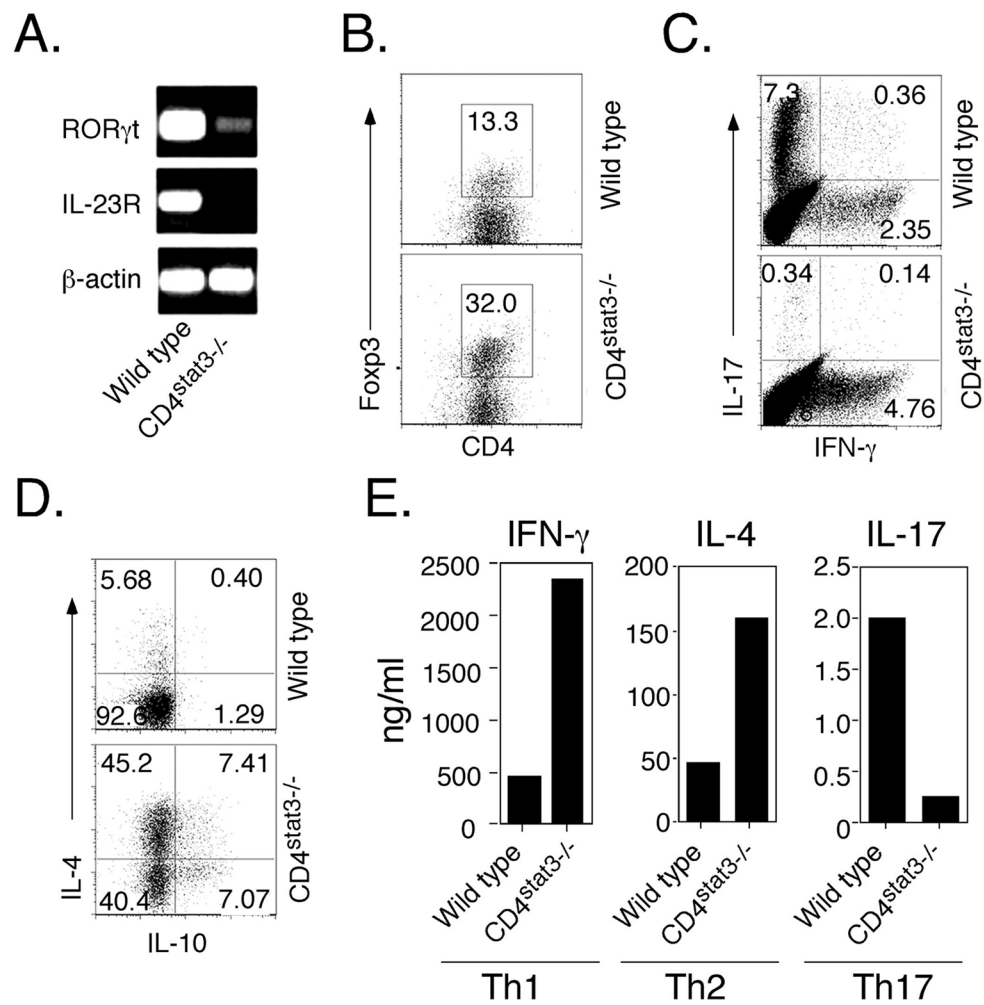 A.
RORγt
IL-23R
β-actin
Wild type
CD4stat3-/-
B.
13.3
Wild type
32.0
CD4stat3-/-
Foxp3
CD4
C.
7.3
0.36
2.35
Wild type
0.34
0.14
4.76
CD4stat3-/-
IL-17
IFN-γ
D.
5.68
0.40
92.6
1.29
Wild type
45.2
7.41
40.4
7.07
CD4stat3-/-
IL-4
IL-10
E.
ng/ml
IFN-γ
2500
2000
1500
1000
500
0
Wild type
CD4stat3-/-
Th1
IL-4
200
150
100
50
0
Wild type
CD4stat3-/-
Th2
IL-17
2.5
2.0
1.5
1.0
0.5
0
Wild type
CD4stat3-/-
Th17